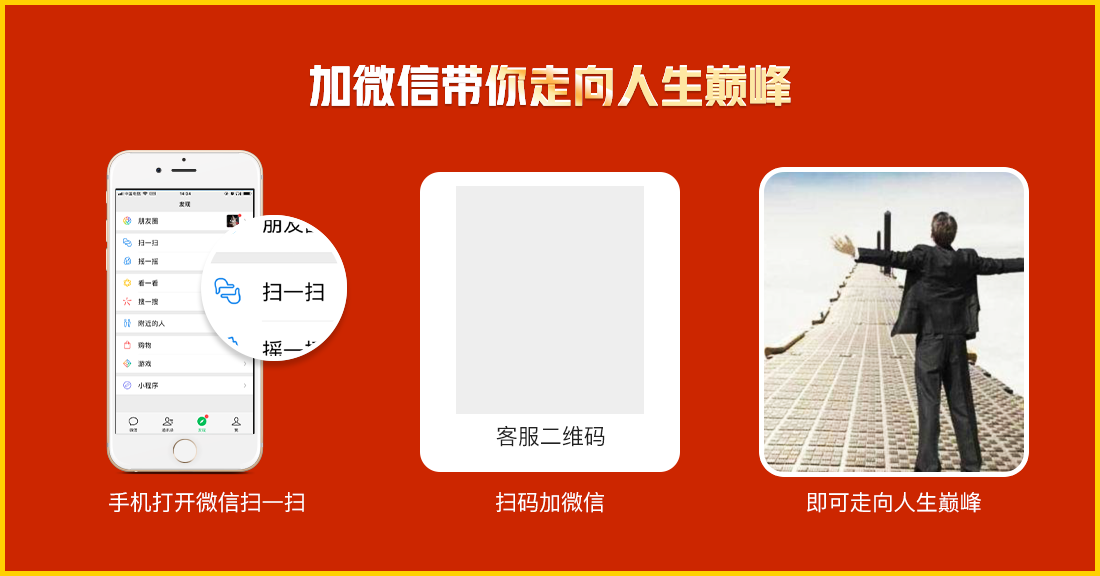 加微信带你走向人生巅峰
发现
朋友圈
扫一扫
摇一摇
看一看
搜一搜
附近的人
购物
游戏
小程序
扫一扫
客服二维码
手机打开微信扫一扫
扫码加微信
即可走向人生巅峰